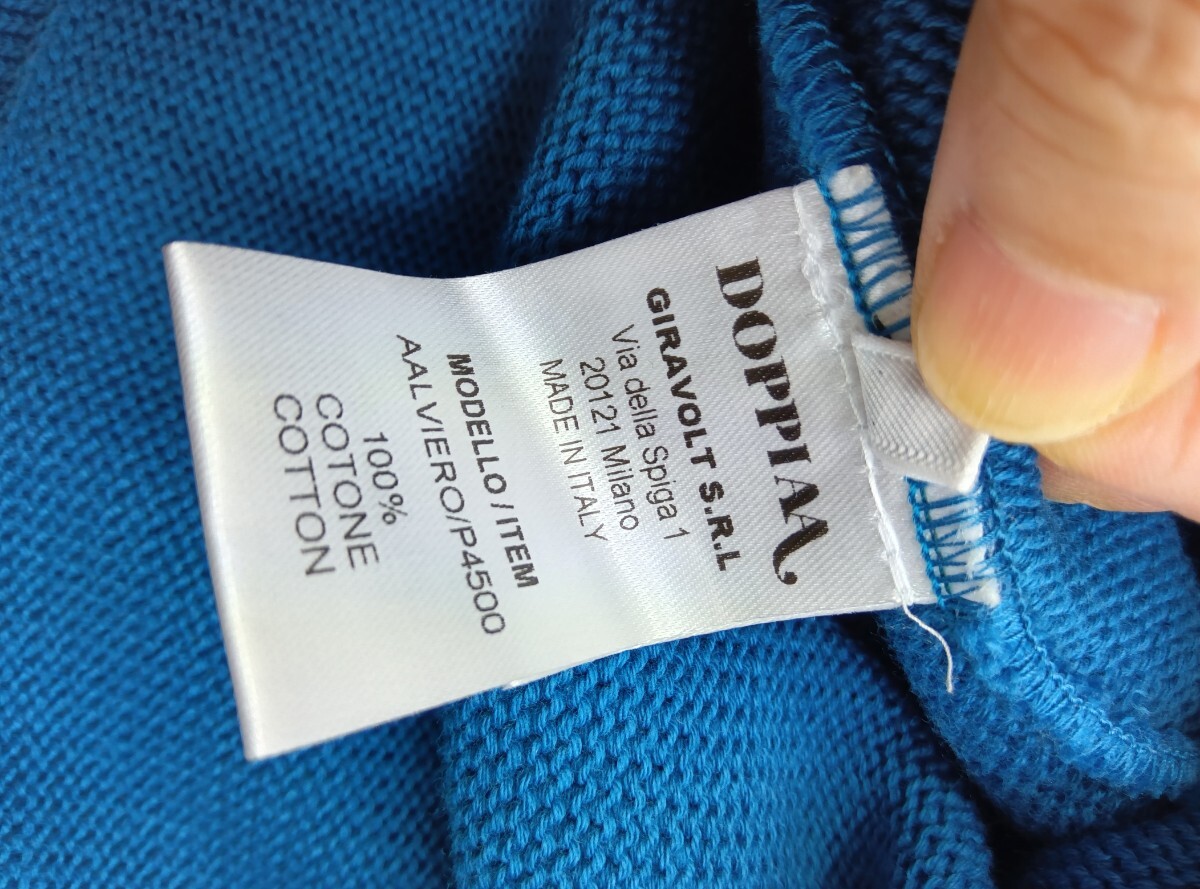 DOPPIAA
GIRAVOLT S.R.L
Via della Spiga 1
20121 Milano
MADE IN ITALY
MODELLO / ITEM
AALVIERO/P4500
100%
COTONE
COTTON